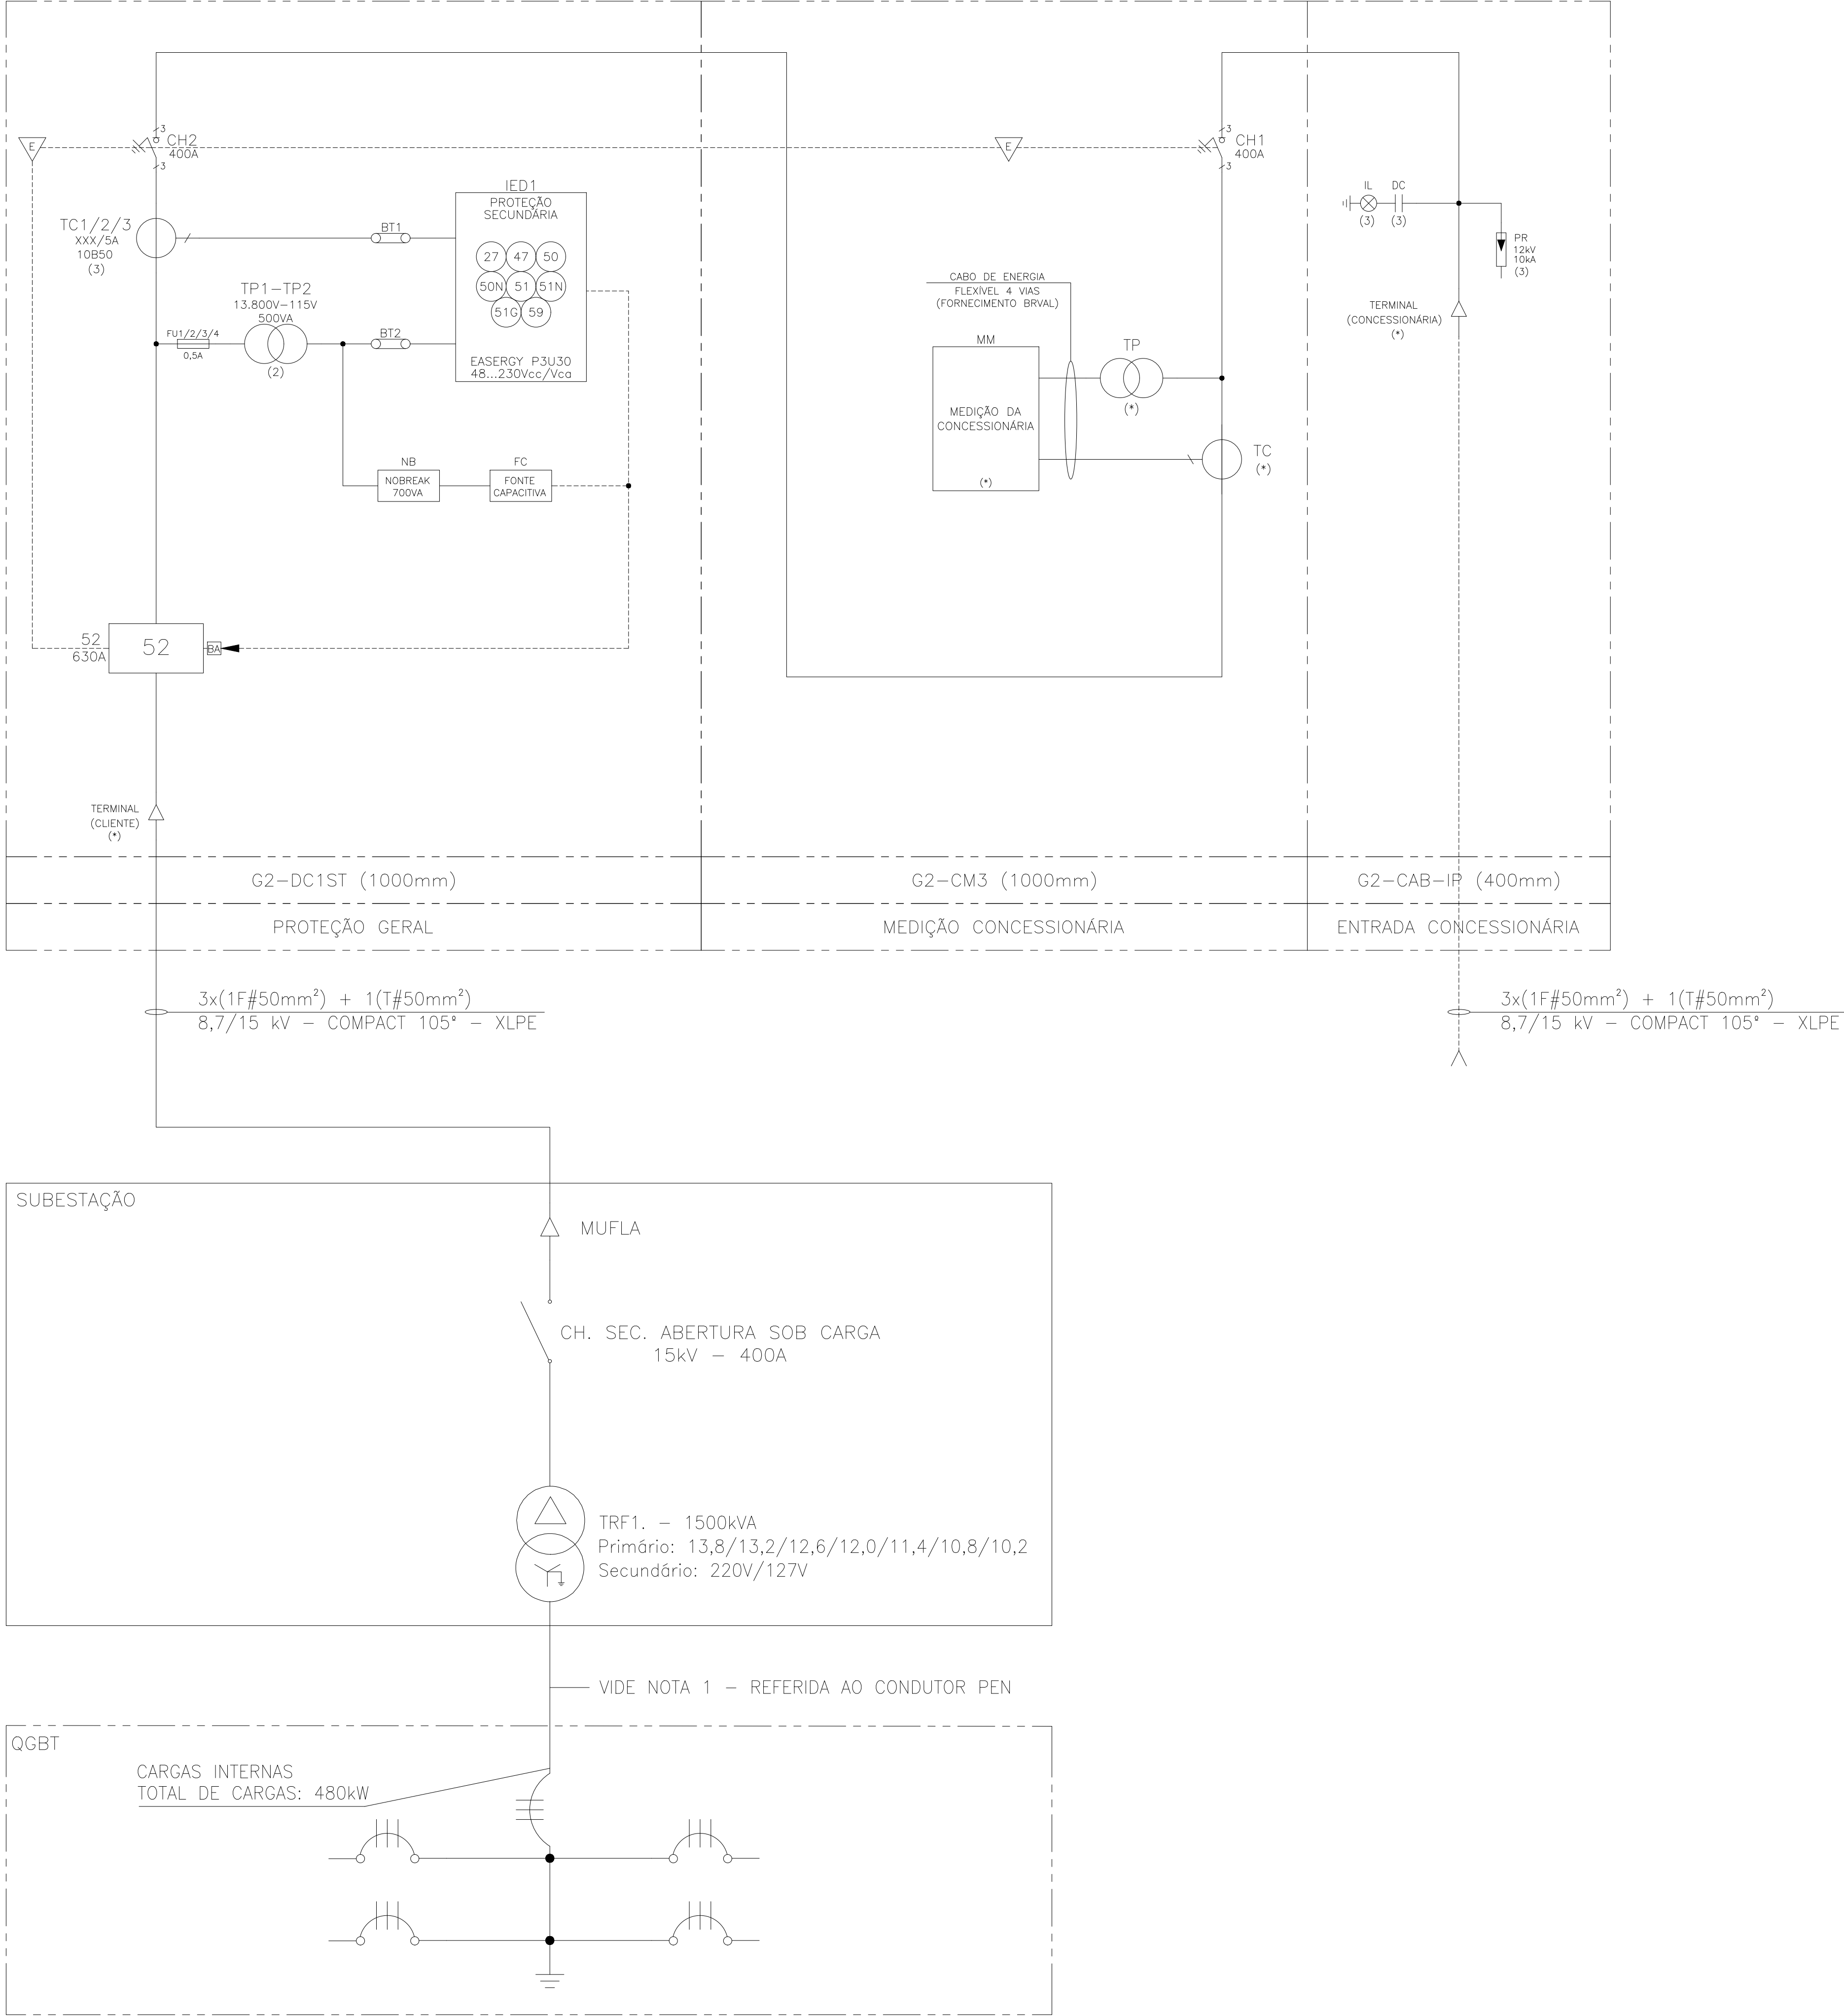 E
3
CH2
400A
3
E
3
CH1
400A
3
TC1/2/3
XXX/5A
10B50
(3)
BT1
IED1
PROTEÇÃO
SECUNDÁRIA
27 47 50
50N 51 51N
51G 59
EASERGY P3U30
48...230Vcc/Vca
TP1-TP2
13.800V-115V
500VA
(2)
FU1/2/3/4
0,5A
BT2
NB
NOBREAK
700VA
FC
FONTE
CAPACITIVA
52
630A
52
BA
TERMINAL
(CLIENTE)
(*)
CABO DE ENERGIA
FLEXÍVEL 4 VIAS
(FORNECIMENTO BRVAL)
MM
MEDIÇÃO DA
CONCESSIONÁRIA
(*)
TP
(*)
TC
(*)
IL
(3)
DC
(3)
PR
12kV
10kA
(3)
TERMINAL
(CONCESSIONÁRIA)
(*)
G2-DC1ST (1000mm)
G2-CM3 (1000mm)
G2-CAB-IP (400mm)
PROTEÇÃO GERAL
MEDIÇÃO CONCESSIONÁRIA
ENTRADA CONCESSIONÁRIA
3x(1F#50mm²) + 1(T#50mm²)
8,7/15 kV - COMPACT 105° - XLPE
3x(1F#50mm²) + 1(T#50mm²)
8,7/15 kV - COMPACT 105° - XLPE
SUBESTAÇÃO
MUFLA
CH. SEC. ABERTURA SOB CARGA
15kV - 400A
TRF1. - 1500kVA
Primário: 13,8/13,2/12,6/12,0/11,4/10,8/10,2
Secundário: 220V/127V
VIDE NOTA 1 - REFERIDA AO CONDUTOR PEN
QGBT
CARGAS INTERNAS
TOTAL DE CARGAS: 480kW